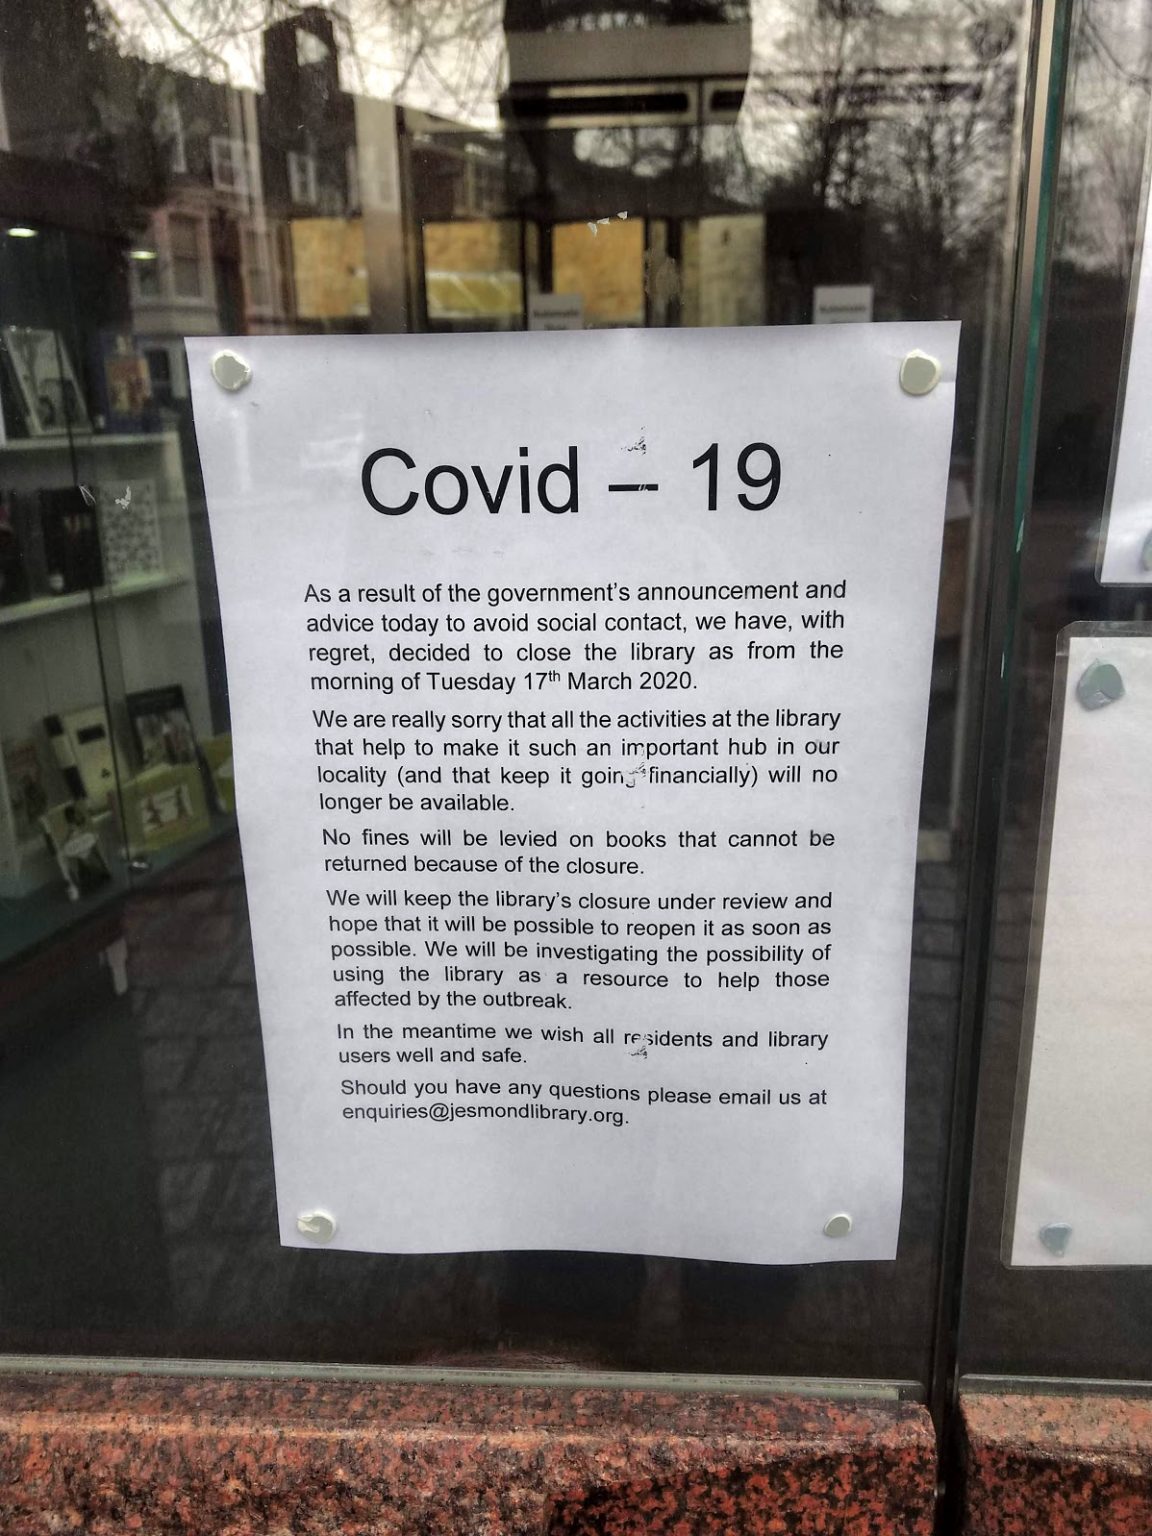 Covid – 19
As a result of the government's announcement and
advice today to avoid social contact, we have, with
regret, decided to close the library as from the
morning of Tuesday 17th March 2020.
We are really sorry that all the activities at the library
that help to make it such an important hub in our
locality (and that keep it going financially) will no
longer be available.
No fines will be levied on books that cannot be
returned because of the closure.
We will keep the library's closure under review and
hope that it will be possible to reopen it as soon as
possible. We will be investigating the possibility of
using the library as a resource to help those
affected by the outbreak.
In the meantime we wish all residents and library
users well and safe.
Should you have any questions please email us at
enquiries@jesmondlibrary.org.